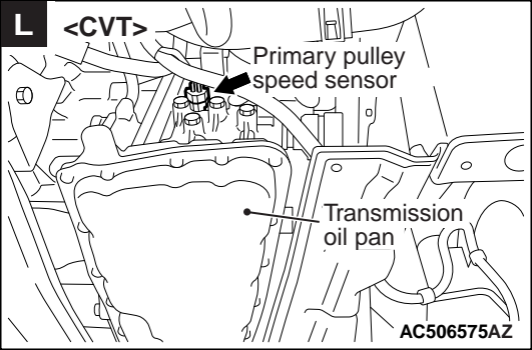 L
<CVT>
Primary pulley
speed sensor
Transmission
oil pan
AC506575AZ